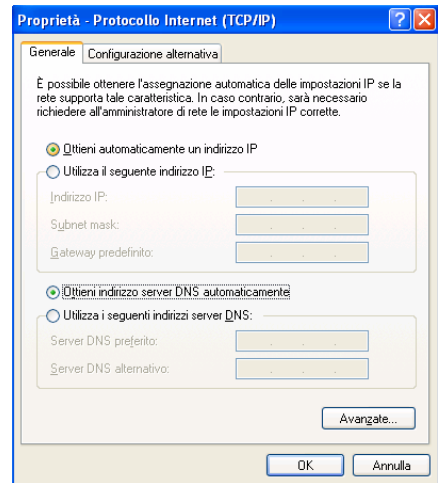 Proprietà - Protocollo Internet (TCP/IP)
Generale
Configurazione alternativa
È possibile ottenere l'assegnazione automatica delle impostazioni IP se la
rete supporta tale caratteristica. In caso contrario, sarà necessario
richiedere all'amministratore di rete le impostazioni IP corrette.
Ottieni automaticamente un indirizzo IP
Utilizza il seguente indirizzo IP:
Indirizzo IP:
Subnet mask:
Gateway predefinito:
Ottieni indirizzo server DNS automaticamente
Utilizza i seguenti indirizzi server DNS:
Server DNS preferito:
Server DNS alternativo:
Avanzate...
OK
Annulla